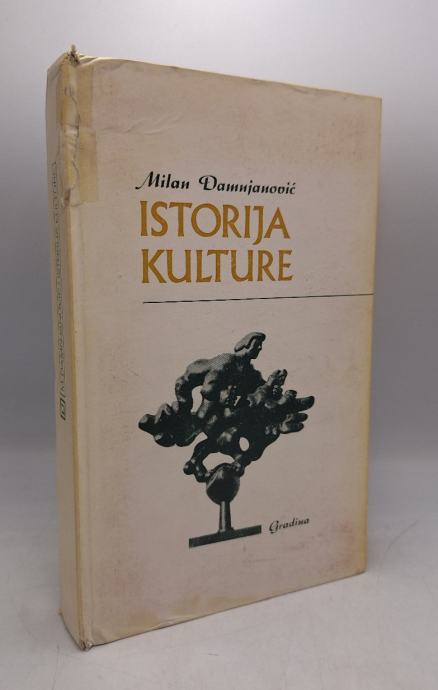 Milan Damnjanović
ISTORIJA
KULTURE
Gradina